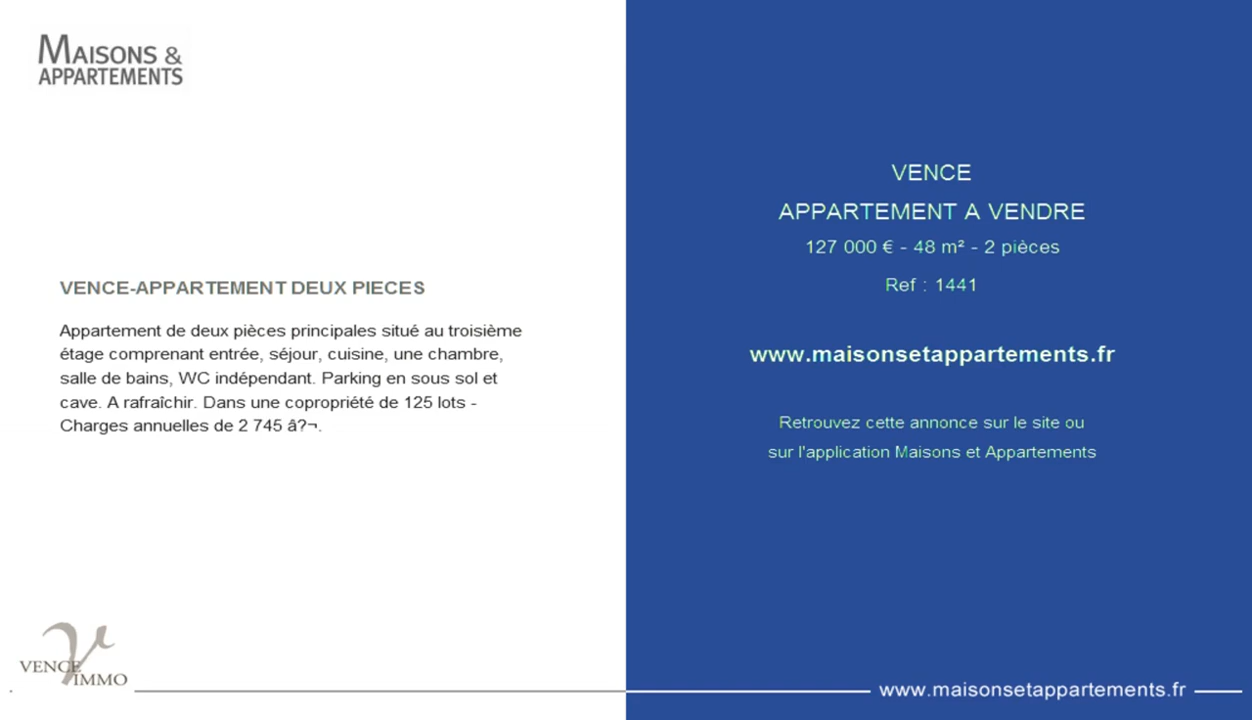 MAISONS &
APPARTEMENTS
VENCE-APPARTEMENT DEUX PIECES
Appartement de deux pièces principales situé au troisième
étage comprenant entrée, séjour, cuisine, une chambre,
salle de bains, WC indépendant. Parking en sous sol et
cave. A rafraîchir. Dans une copropriété de 125 lots -
Charges annuelles de 2 745 â?¬.
VENCE
IMMO
VENCE
APPARTEMENT A VENDRE
127 000 € - 48 m² - 2 pièces
Ref : 1441
www.maisonsetappartements.fr
Retrouvez cette annonce sur le site ou
sur l'application Maisons et Appartements
www.maisonsetappartements.fr